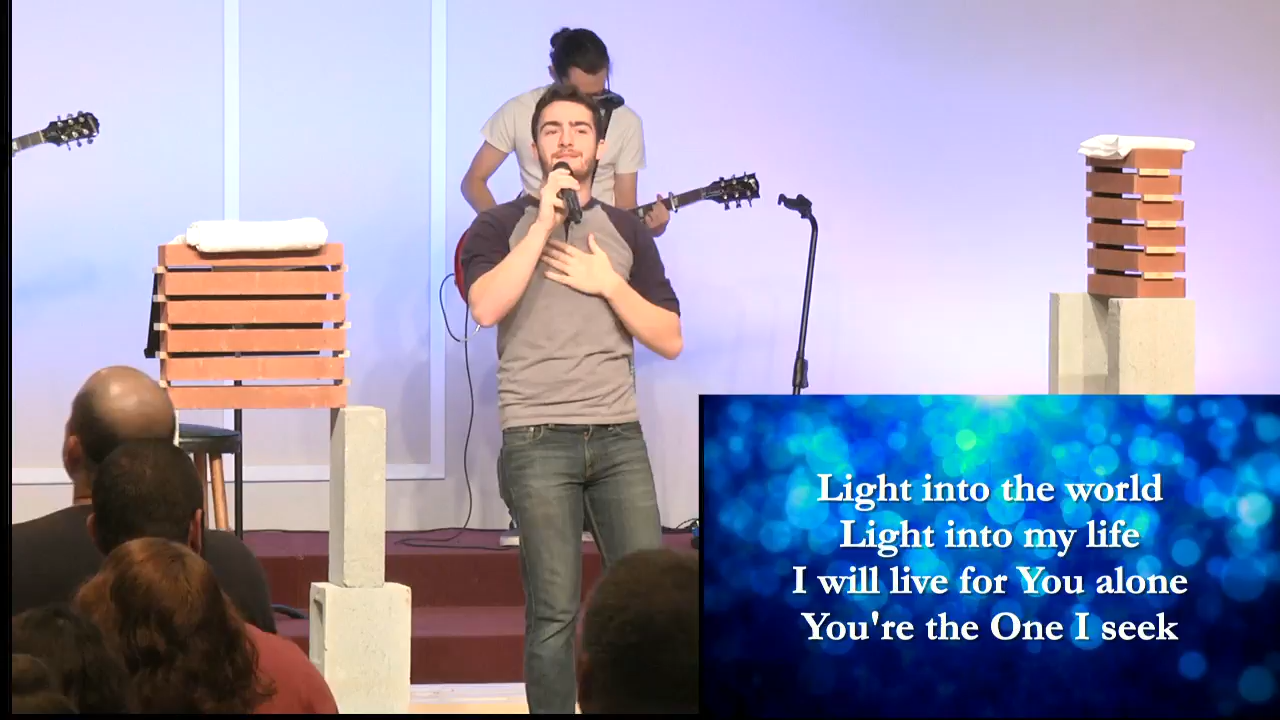 Light into the world
Light into my life
I will live for You alone
You're the One I seek